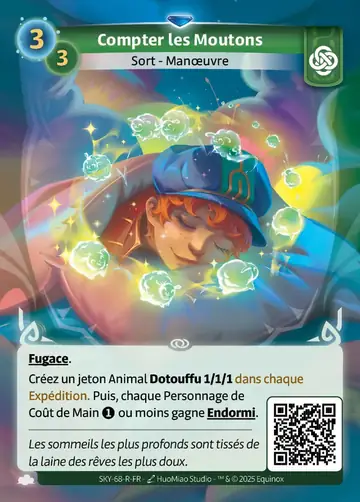 3
Compter les Moutons
3
Sort - Manœuvre
Fugace.
Créez un jeton Animal Dotouffu 1/1/1 dans chaque
Expédition. Puis, chaque Personnage de
Coût de Main 1 ou moins gagne Endormi.
Les sommeils les plus profonds sont tissés de
la laine des rêves les plus doux.
SKY-68-R-FR - HuoMiao Studio - ™ & © 2025 Equinox